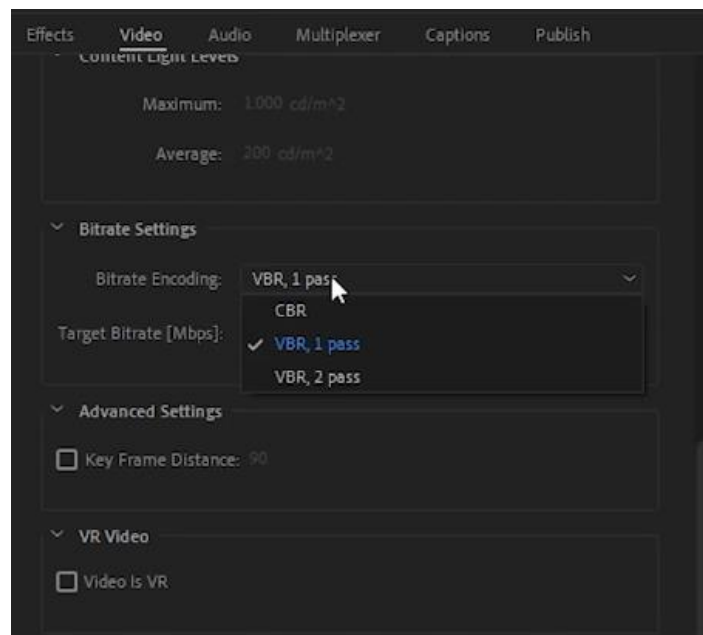 Effects Video Audio Multiplexer Captions Publish
Content Light Levels
Maximum: 1.000 cd/m^2
Average: 200 cd/m^2
Bitrate Settings
Bitrate Encoding: VBR, 1 pass
CBR
Target Bitrate [Mbps]:
VBR, 1 pass
VBR, 2 pass
Advanced Settings
Key Frame Distance: 90
VR Video
Video Is VR